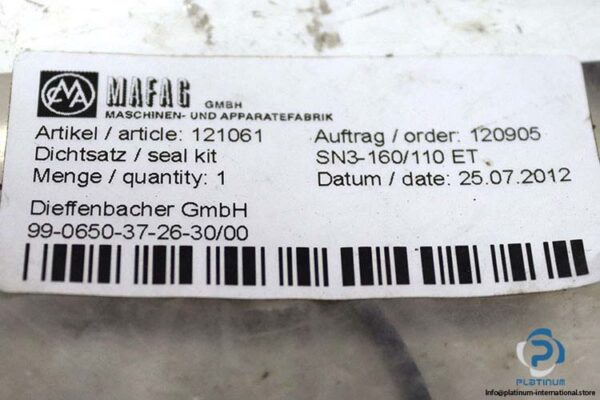 MA MAFAG GMBH
MASCHINEN- UND APPARATEFABRIK
Artikel / article: 121061 Auftrag / order: 120905
Dichtsatz / seal kit SN3-160/110 ET
Menge / quantity: 1 Datum / date: 25.07.2012
Dieffenbacher GmbH
99-0650-37-26-30/00
PLATINUM
Info@platinum-international.store